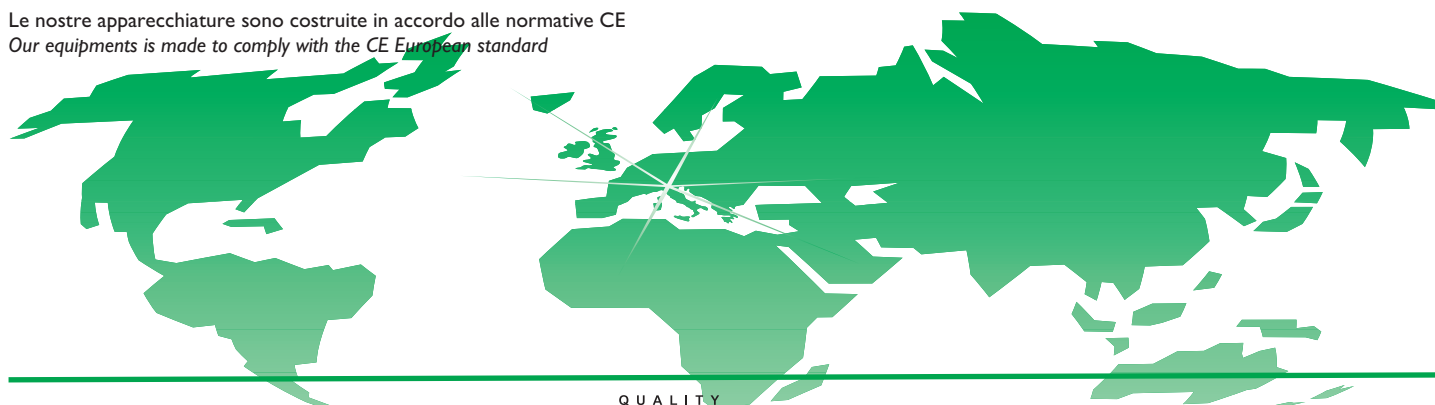 Le nostre apparecchiature sono costruite in accordo alle normative CE
Our equipments is made to comply with the CE European standard
QUALITY